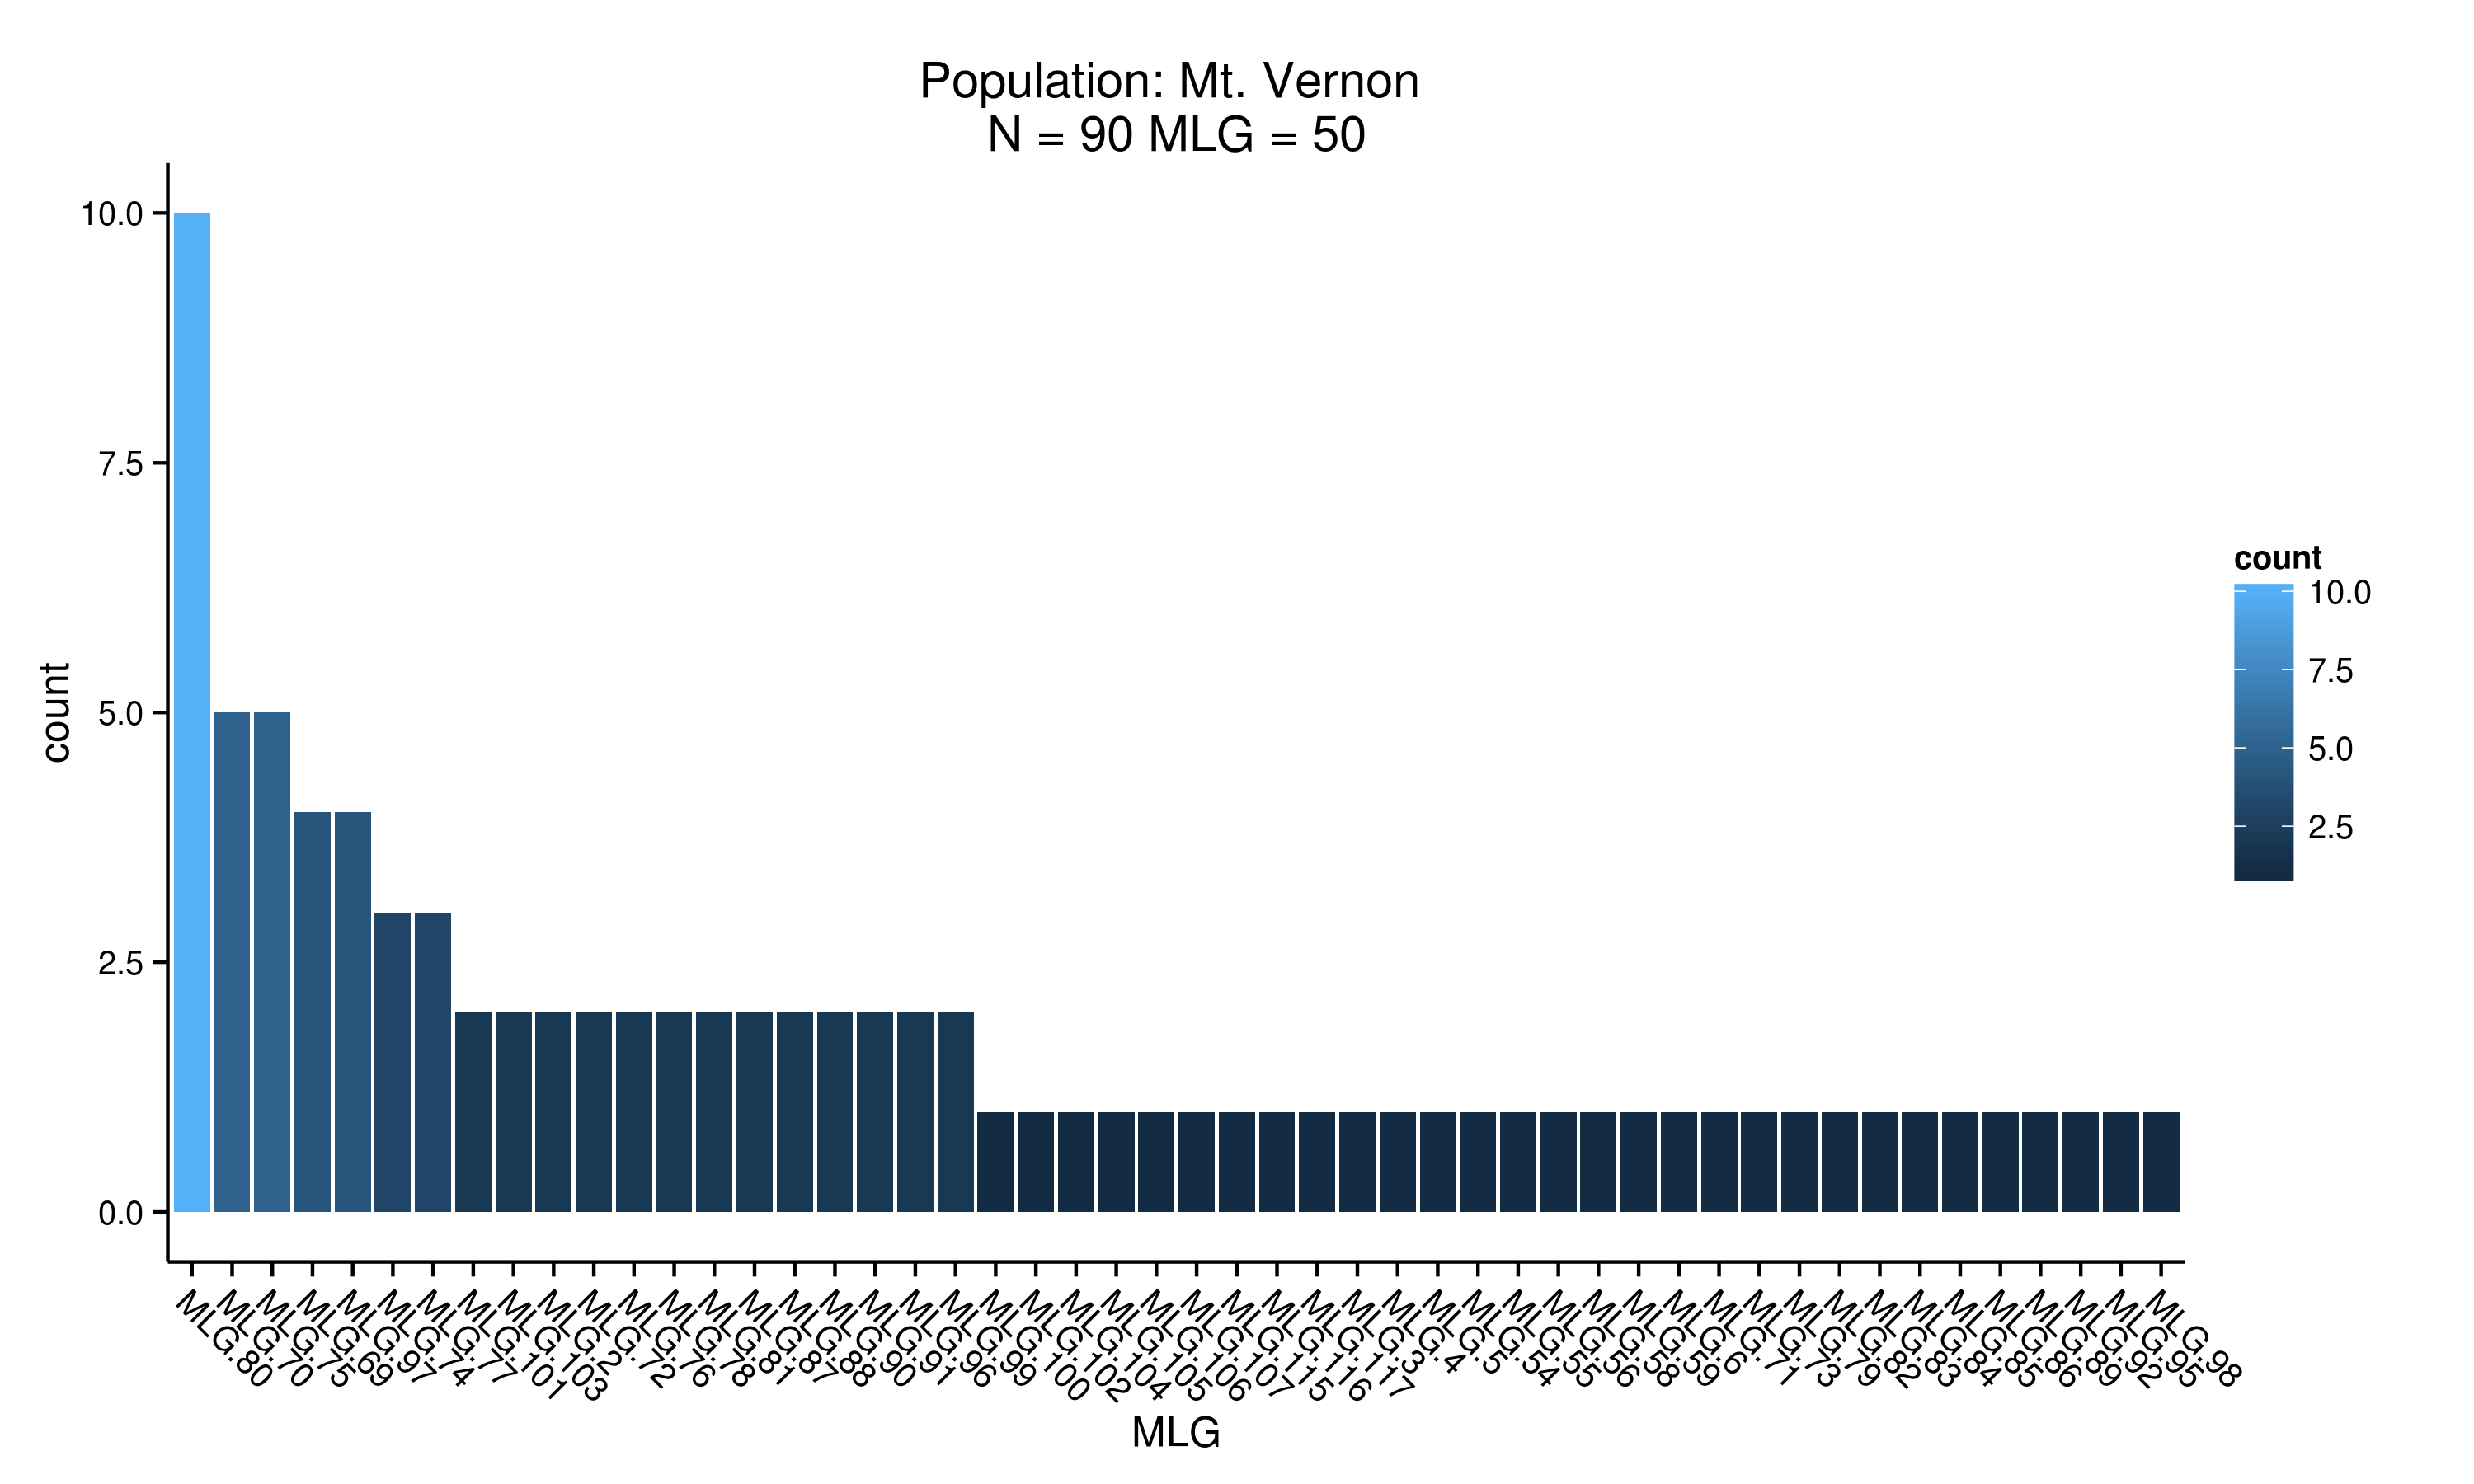 Population: Mt. Vernon
N = 90 MLG = 50
10.0
7.5
5.0
2.5
0.0
count
MLG.80
MLG.70
MLG.75
MLG.69
MLG.97
MLG.74
MLG.77
MLG.101
MLG.103
MLG.2
MLG.72
MLG.76
MLG.78
MLG.81
MLG.87
MLG.88
MLG.90
MLG.91
MLG.96
MLG.99
MLG.100
MLG.102
MLG.104
MLG.105
MLG.106
MLG.107
MLG.115
MLG.116
MLG.117
MLG.3
MLG.4
MLG.5
MLG.54
MLG.55
MLG.56
MLG.58
MLG.59
MLG.6
MLG.71
MLG.73
MLG.79
MLG.82
MLG.83
MLG.84
MLG.85
MLG.86
MLG.89
MLG.92
MLG.95
MLG.98
MLG
count
10.0
7.5
5.0
2.5